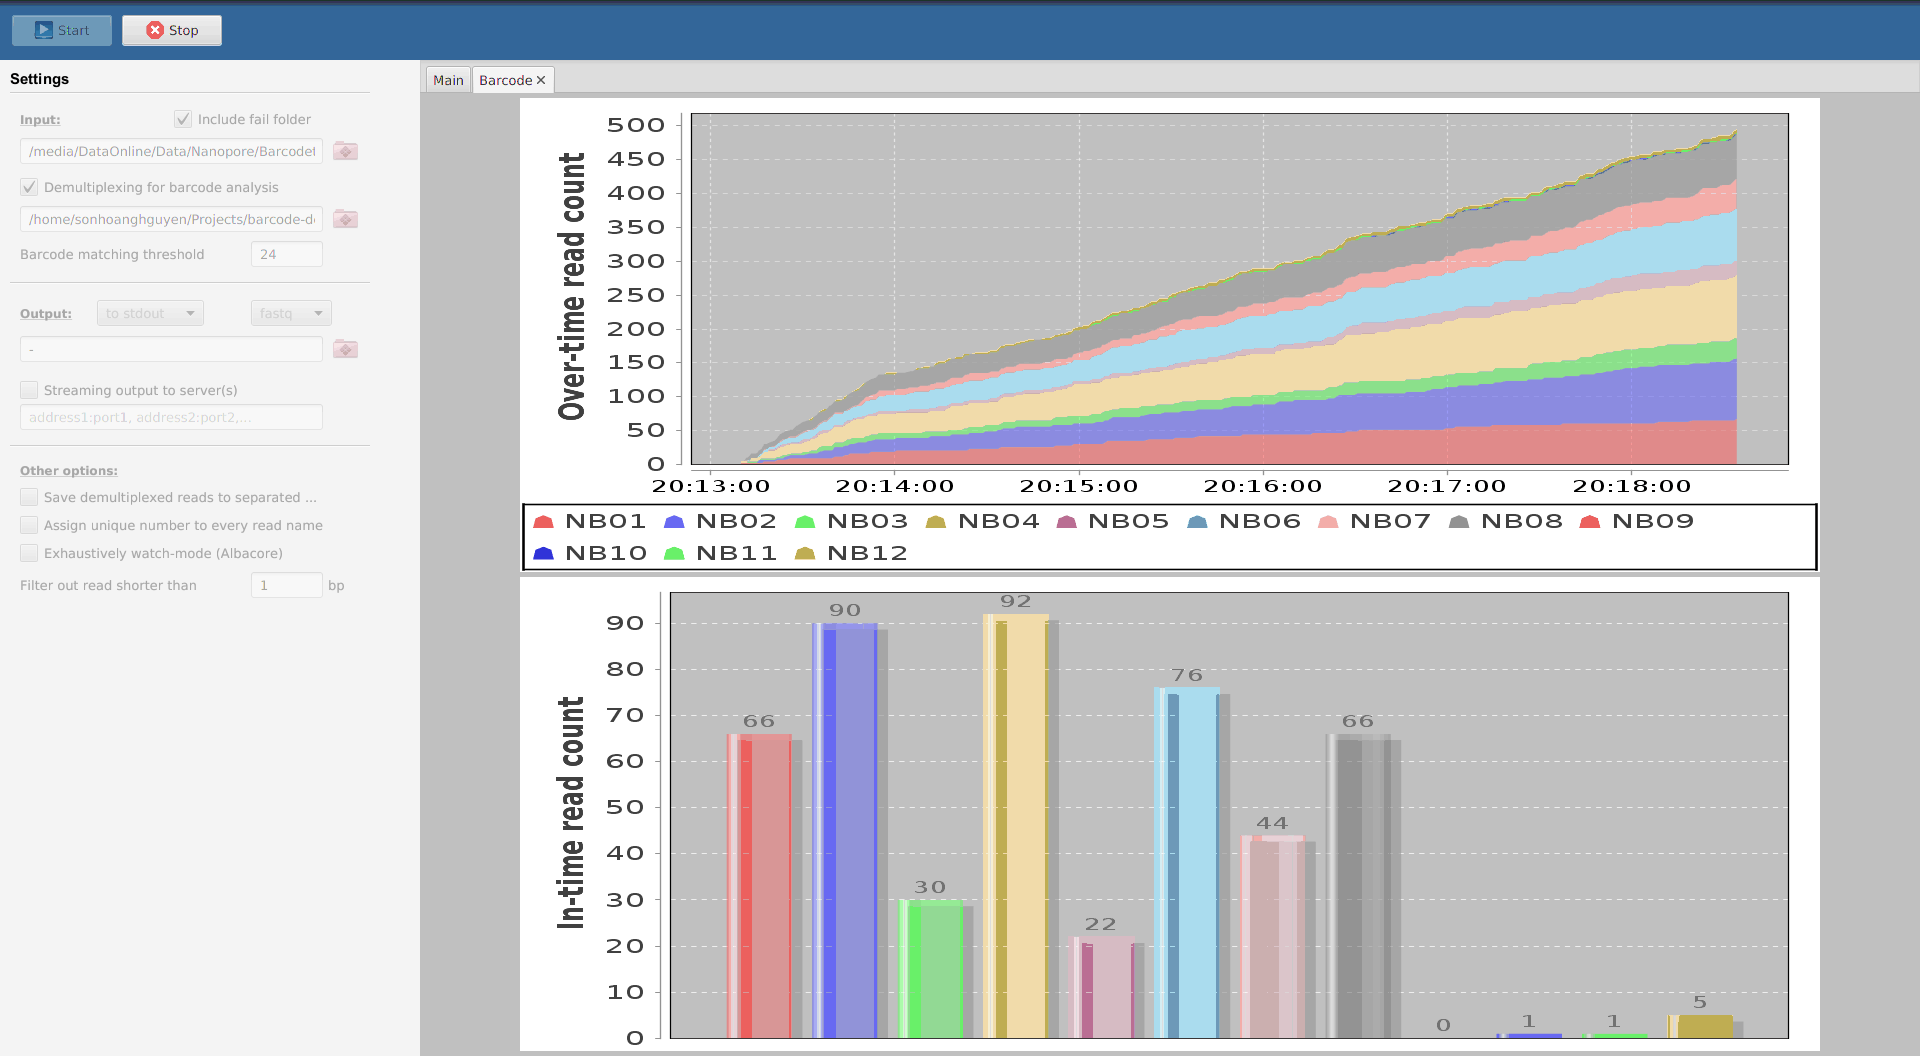 Start Stop
Settings
Input: Include fail folder
/media/DataOnline/Data/Nanopore/Barcode
Demultiplexing for barcode analysis
/home/sonhoanghguyen/Projects/barcode-d
Barcode matching threshold 24
Output: to stdout fastq
-
Streaming output to server(s)
address1:port1, address2:port2,...
Other options:
Save demultiplexed reads to separated ...
Assign unique number to every read name
Exhaustively watch-mode (Albacore)
Filter out read shorter than 1 bp
Main Barcode ✕
Over-time read count
500
450
400
350
300
250
200
150
100
50
0
20:13:00 20:14:00 20:15:00 20:16:00 20:17:00 20:18:00
NB01 NB02 NB03 NB04 NB05 NB06 NB07 NB08 NB09
NB10 NB11 NB12
In-time read count
90
80
70
60
50
40
30
20
10
0
66 90 30 92 22 76 44 66 0 1 1 5